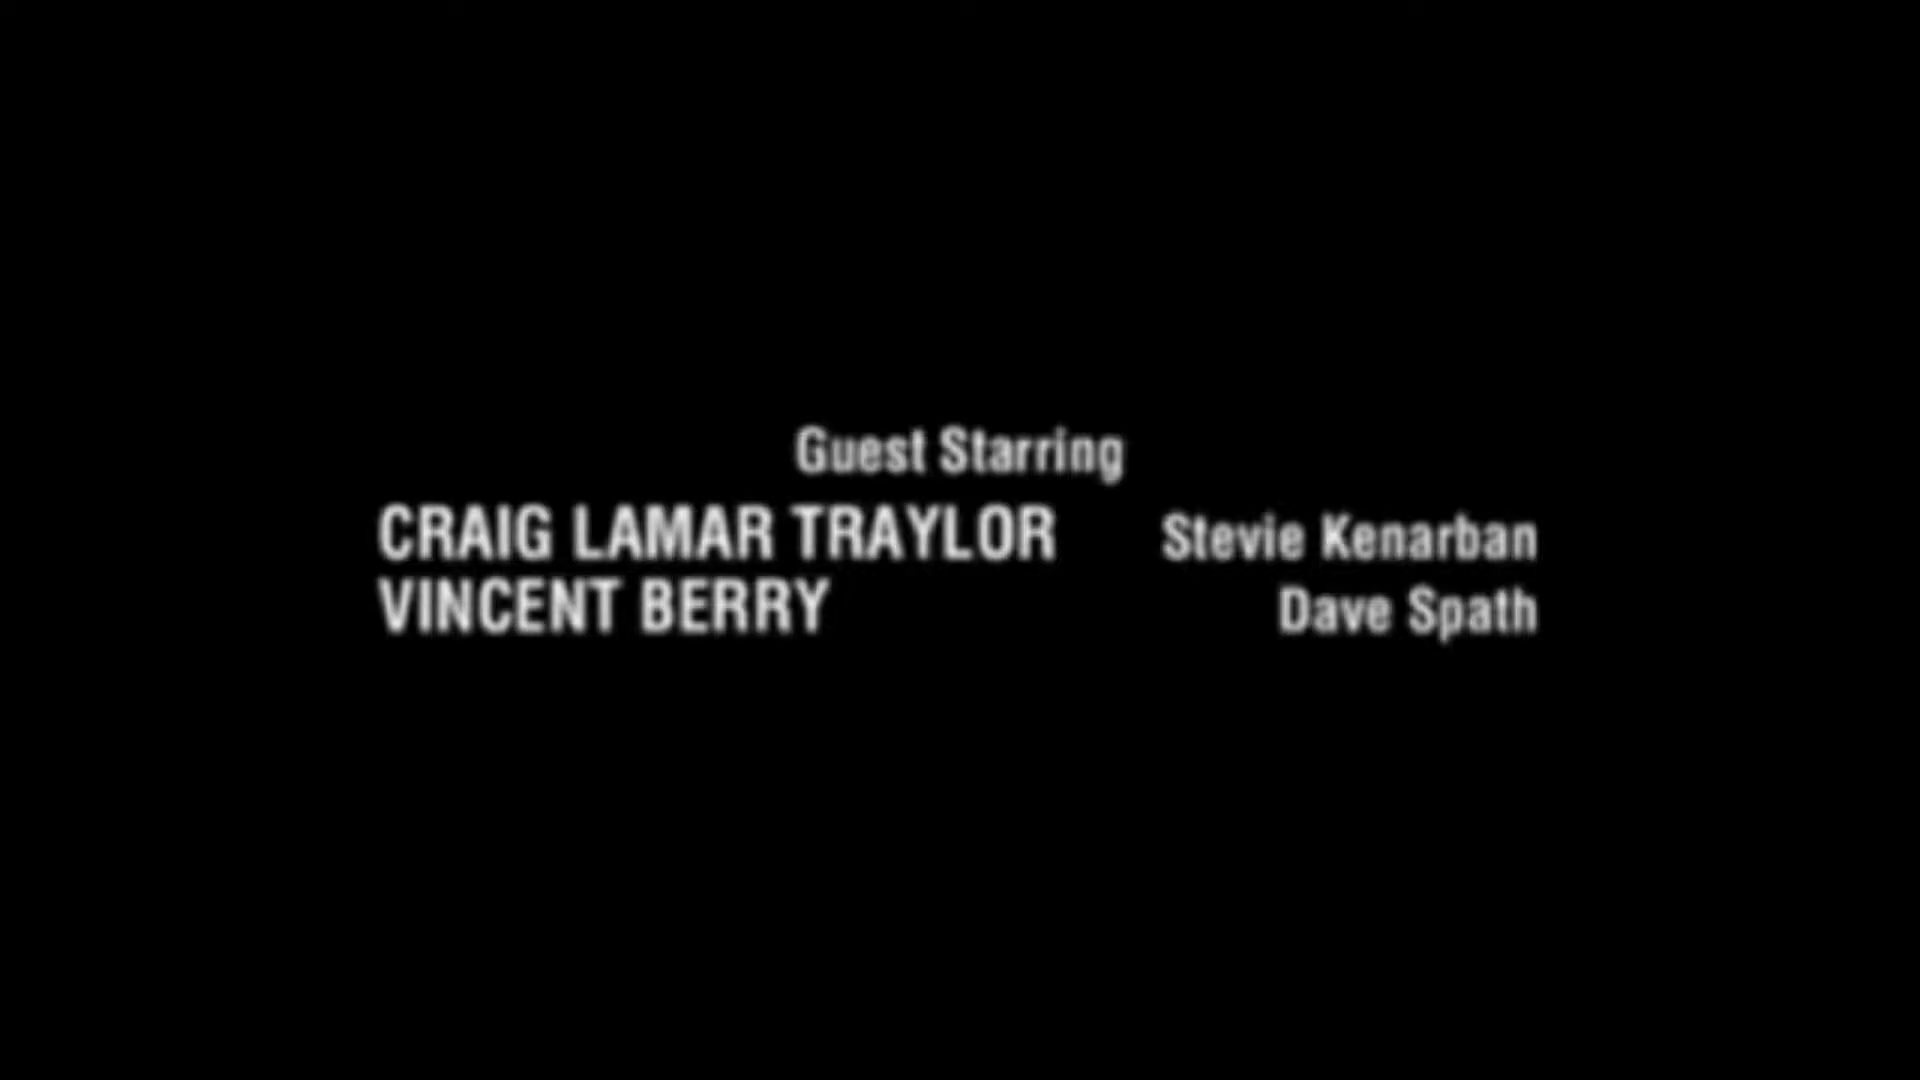 Guest Starring
CRAIG LAMAR TRAYLOR Stevie Kenarban
VINCENT BERRY Dave Spath